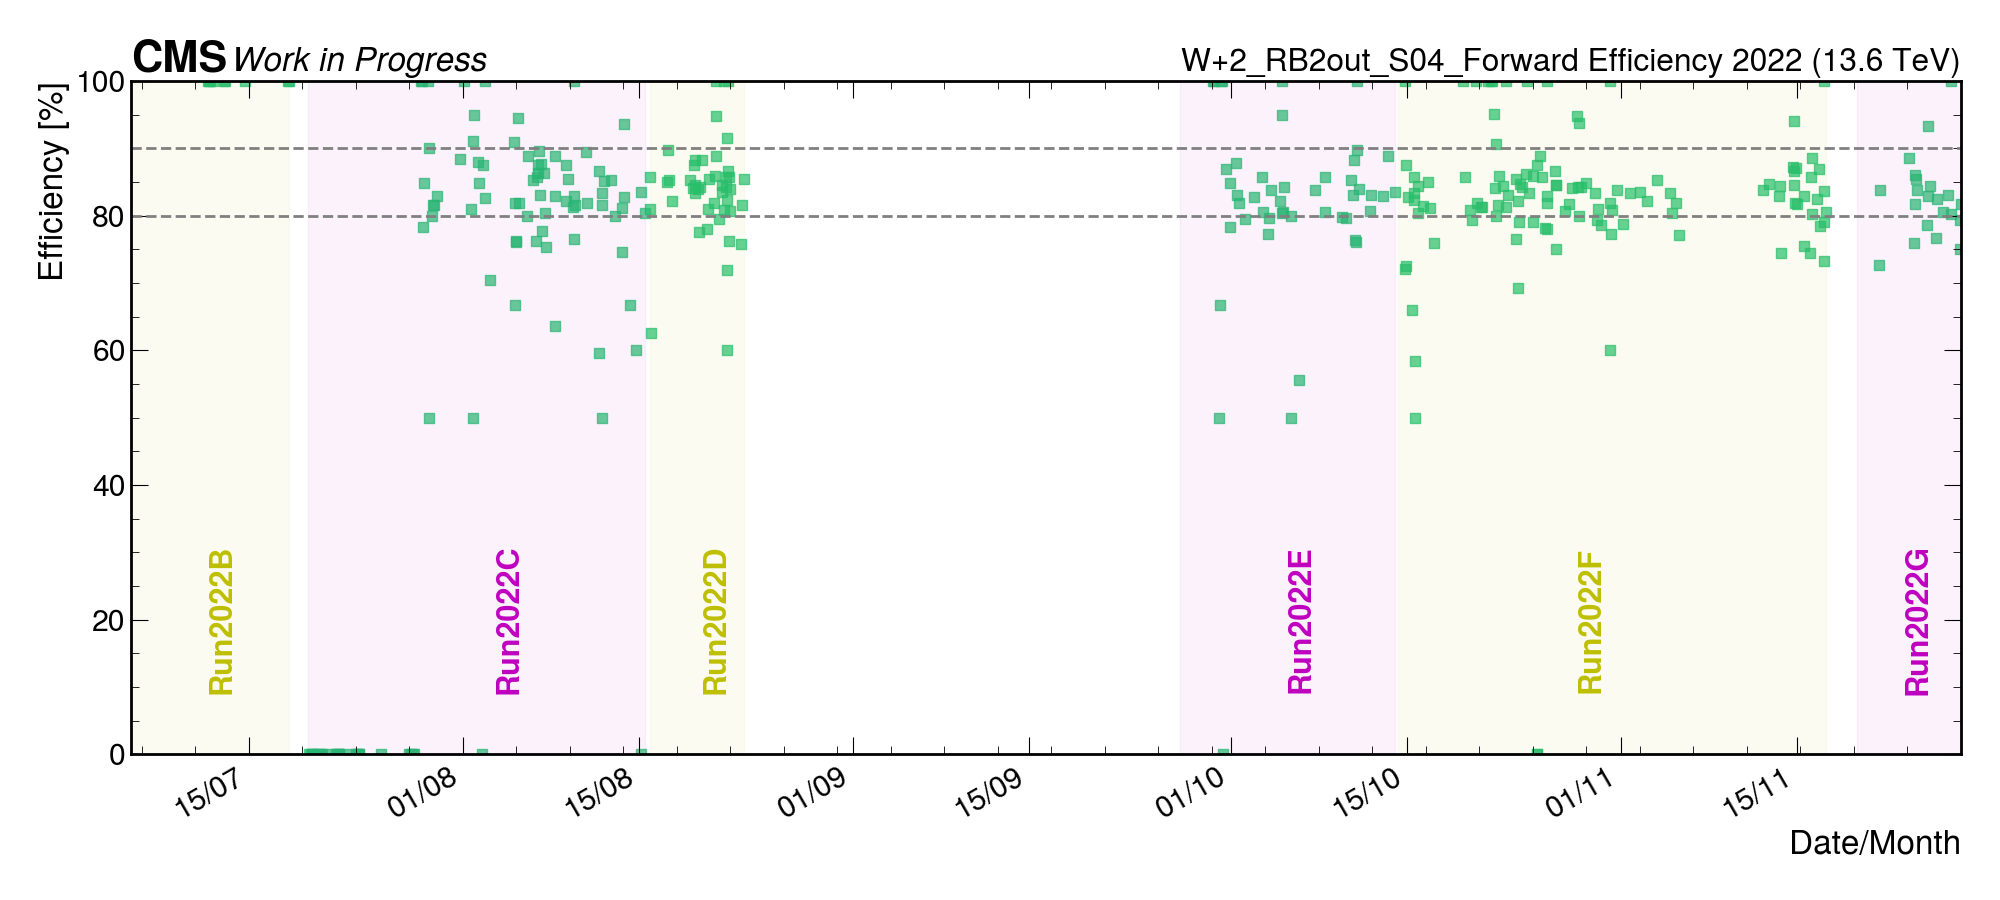 CMS Work in Progress
W+2_RB2out_S04_Forward Efficiency 2022 (13.6 TeV)
Efficiency [%]
100
80
60
40
20
0
Run2022B
Run2022C
Run2022D
Run2022E
Run2022F
Run2022G
15/07
01/08
15/08
01/09
15/09
01/10
15/10
01/11
15/11
Date/Month